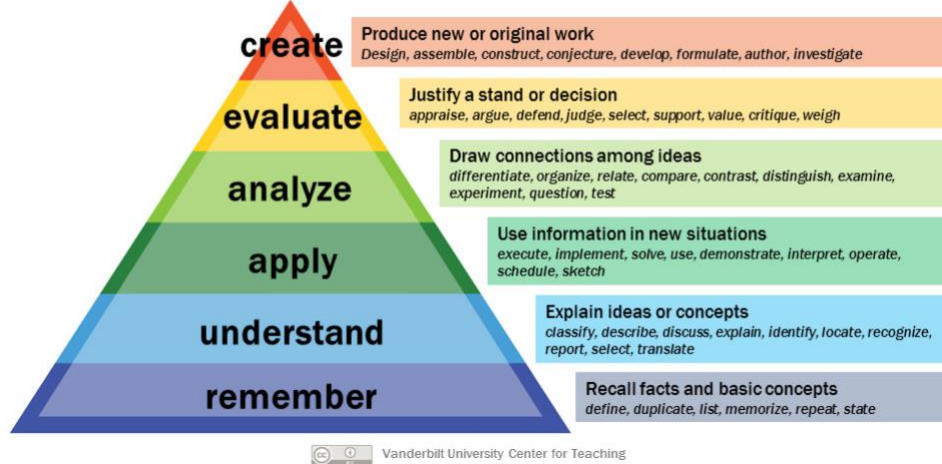 create
Produce new or original work
Design, assemble, construct, conjecture, develop, formulate, author, investigate
evaluate
Justify a stand or decision
appraise, argue, defend, judge, select, support, value, critique, weigh
analyze
Draw connections among ideas
differentiate, organize, relate, compare, contrast, distinguish, examine,
experiment, question, test
apply
Use information in new situations
execute, implement, solve, use, demonstrate, interpret, operate,
schedule, sketch
understand
Explain ideas or concepts
classify, describe, discuss, explain, identify, locate, recognize,
report, select, translate
remember
Recall facts and basic concepts
define, duplicate, list, memorize, repeat, state
cc
Vanderbilt University Center for Teaching